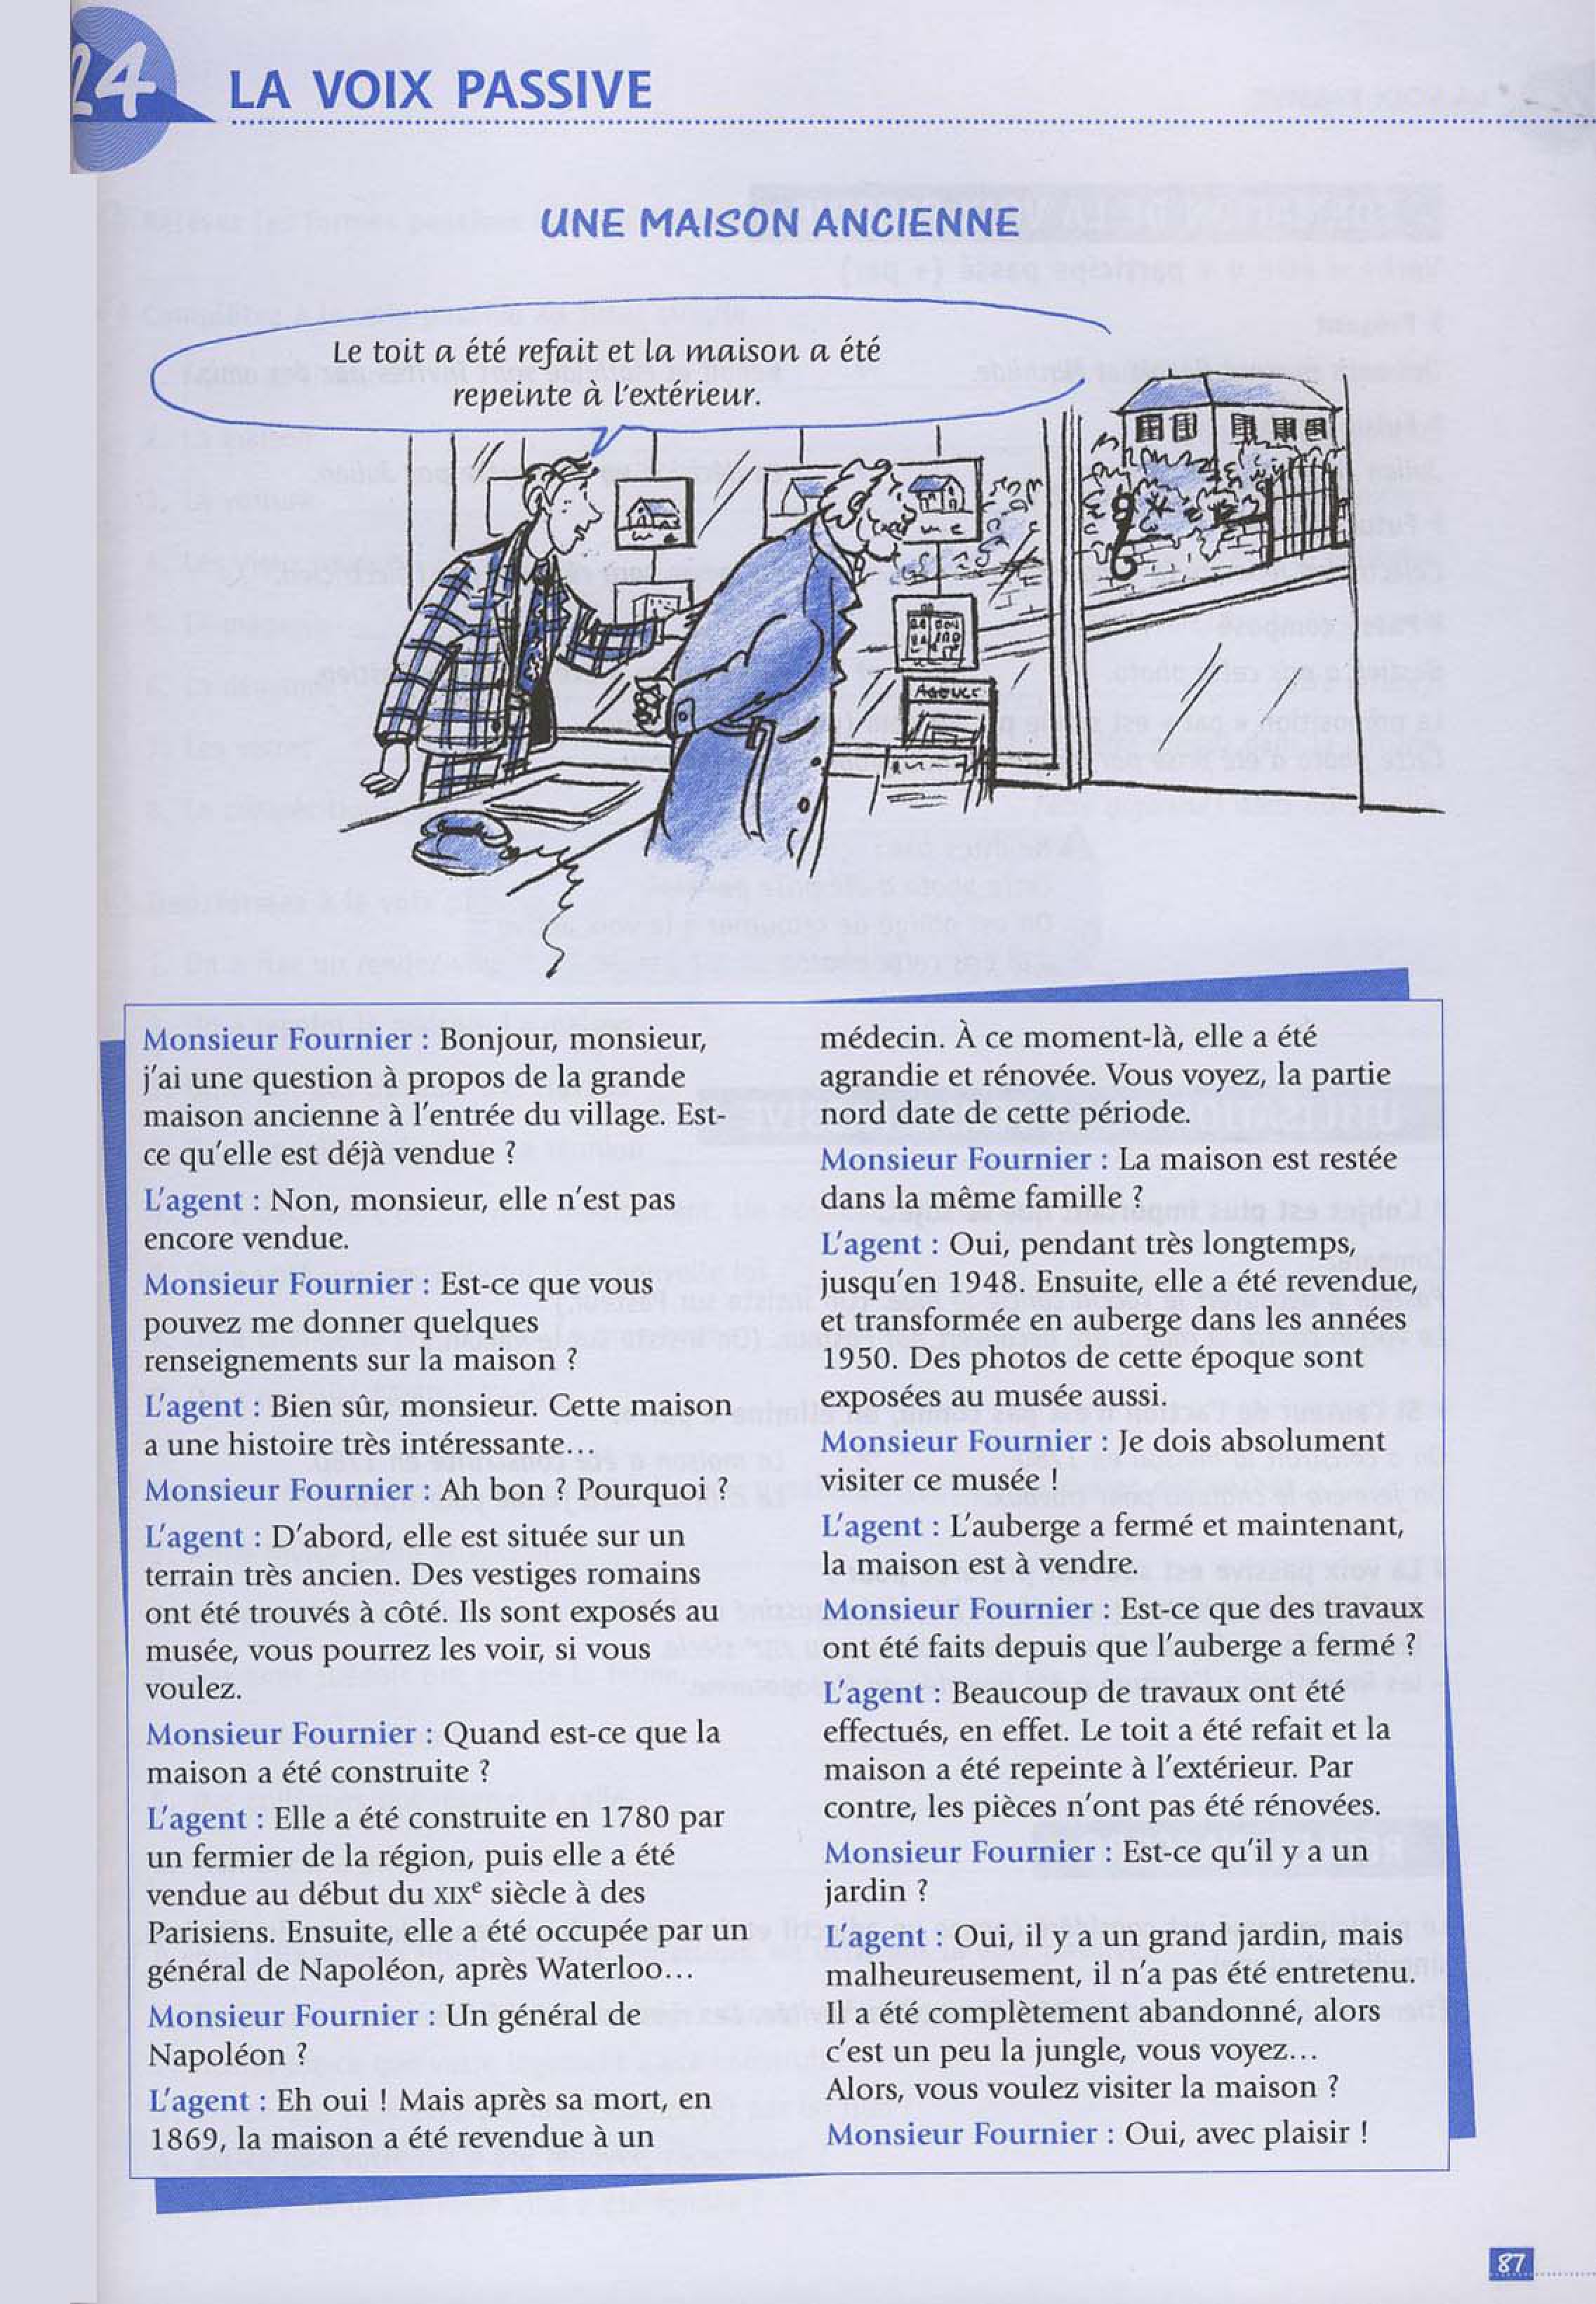 24 LA VOIX PASSIVE
UNE MAISON ANCIENNE
Le toit a été refait et la maison a été
repeinte à l'extérieur.
Monsieur Fournier : Bonjour, monsieur,
j'ai une question à propos de la grande
maison ancienne à l'entrée du village. Est-
ce qu'elle est déjà vendue ?
L'agent : Non, monsieur, elle n'est pas
encore vendue.
Monsieur Fournier : Est-ce que vous
pouvez me donner quelques
renseignements sur la maison ?
L'agent : Bien sûr, monsieur. Cette maison
a une histoire très intéressante...
Monsieur Fournier : Ah bon ? Pourquoi ?
L'agent : D'abord, elle est située sur un
terrain très ancien. Des vestiges romains
ont été trouvés à côté. Ils sont exposés au
musée, vous pourrez les voir, si vous
voulez.
Monsieur Fournier : Quand est-ce que la
maison a été construite ?
L'agent : Elle a été construite en 1780 par
un fermier de la région, puis elle a été
vendue au début du XIXe siècle à des
Parisiens. Ensuite, elle a été occupée par un
général de Napoléon, après Waterloo...
Monsieur Fournier : Un général de
Napoléon ?
L'agent : Eh oui ! Mais après sa mort, en
1869, la maison a été revendue à un
médecin. À ce moment-là, elle a été
agrandie et rénovée. Vous voyez, la partie
nord date de cette période.
Monsieur Fournier : La maison est restée
dans la même famille ?
L'agent : Oui, pendant très longtemps,
jusqu'en 1948. Ensuite, elle a été revendue,
et transformée en auberge dans les années
1950. Des photos de cette époque sont
exposées au musée aussi.
Monsieur Fournier : Je dois absolument
visiter ce musée !
L'agent : L'auberge a fermé et maintenant,
la maison est à vendre.
Monsieur Fournier : Est-ce que des travaux
ont été faits depuis que l'auberge a fermé ?
L'agent : Beaucoup de travaux ont été
effectués, en effet. Le toit a été refait et la
maison a été repeinte à l'extérieur. Par
contre, les pièces n'ont pas été rénovées.
Monsieur Fournier : Est-ce qu'il y a un
jardin ?
L'agent : Oui, il y a un grand jardin, mais
malheureusement, il n'a pas été entretenu.
Il a été complètement abandonné, alors
c'est un peu la jungle, vous voyez...
Alors, vous voulez visiter la maison ?
Monsieur Fournier : Oui, avec plaisir !
87